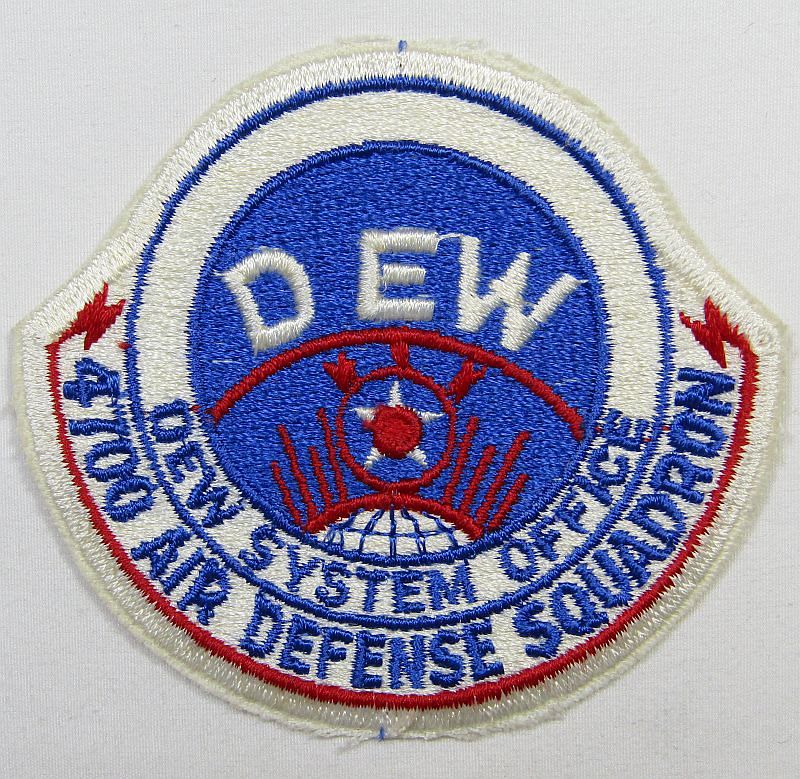 DEW
DEW SYSTEM OFFICE
4700 AIR DEFENSE SQUADRON